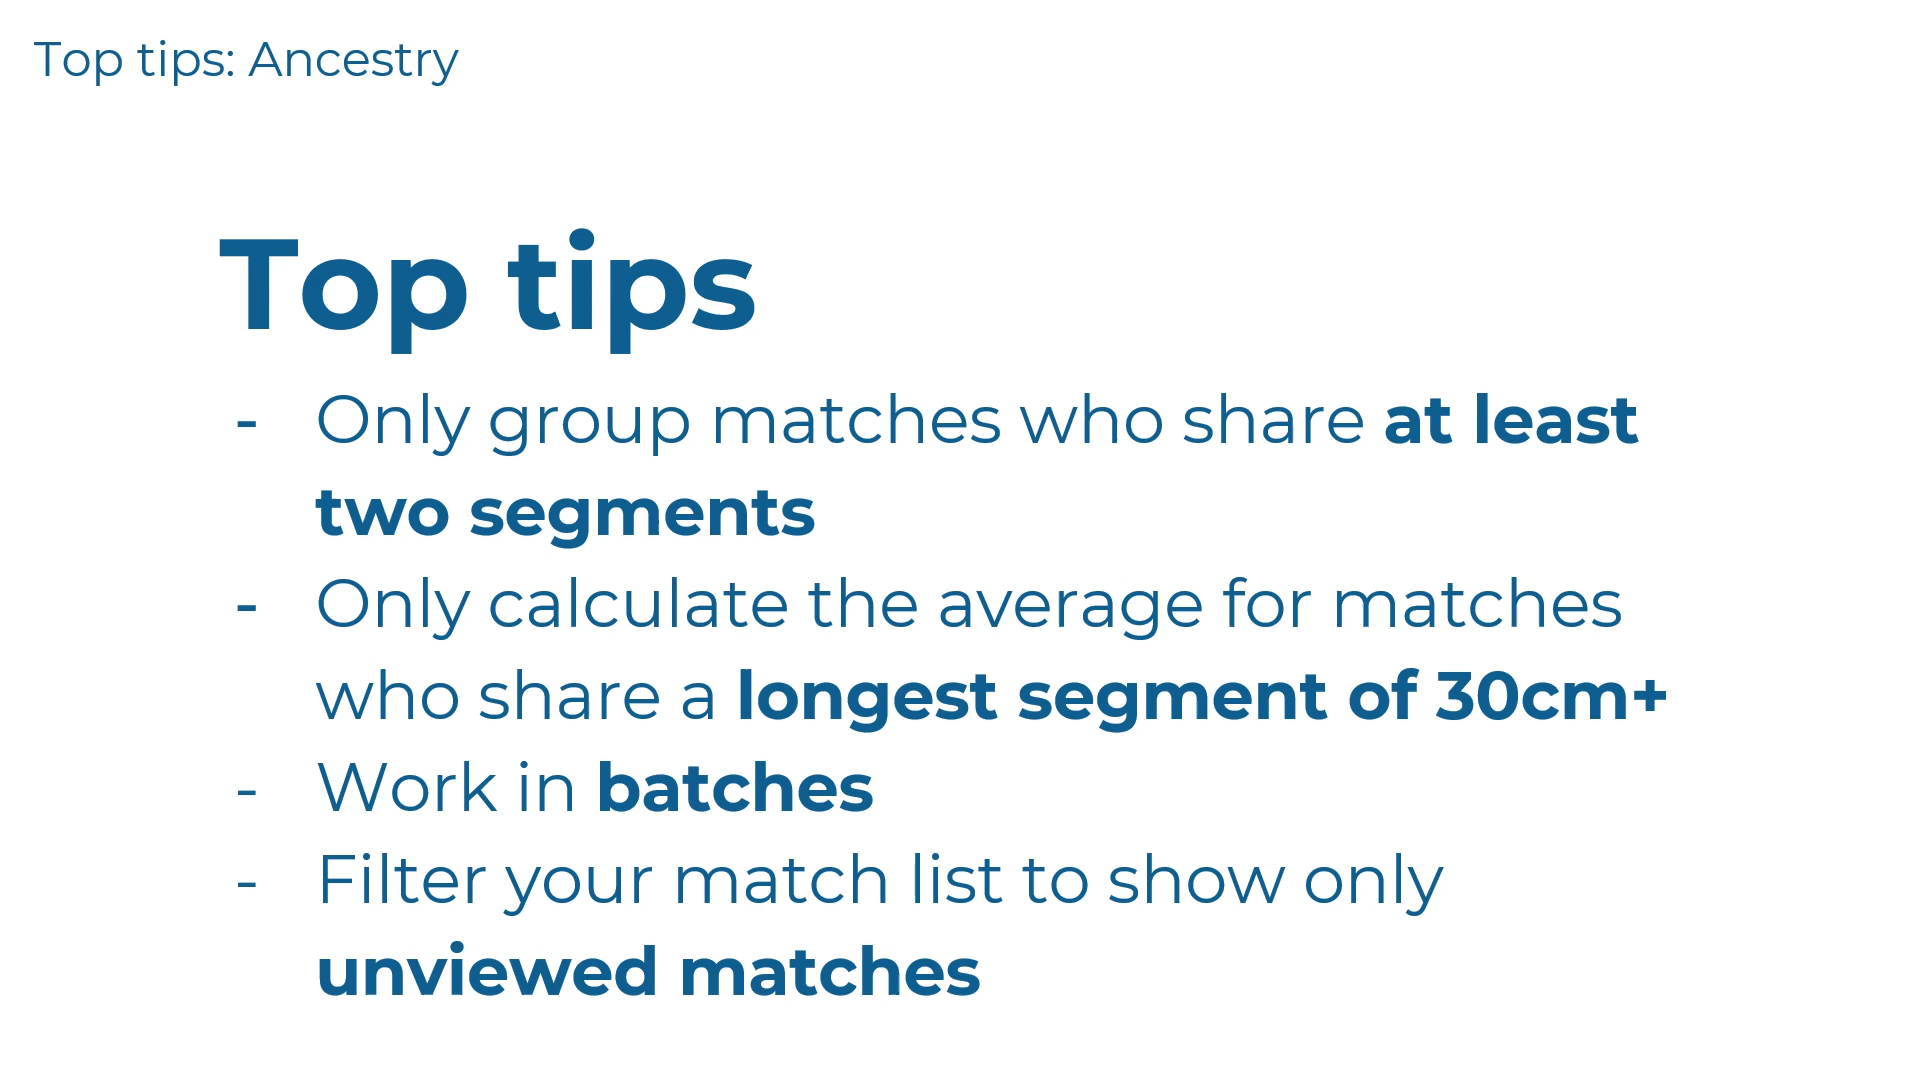 Top tips: Ancestry
Top tips
- Only group matches who share at least
two segments
- Only calculate the average for matches
who share a longest segment of 30cm+
- Work in batches
- Filter your match list to show only
unviewed matches